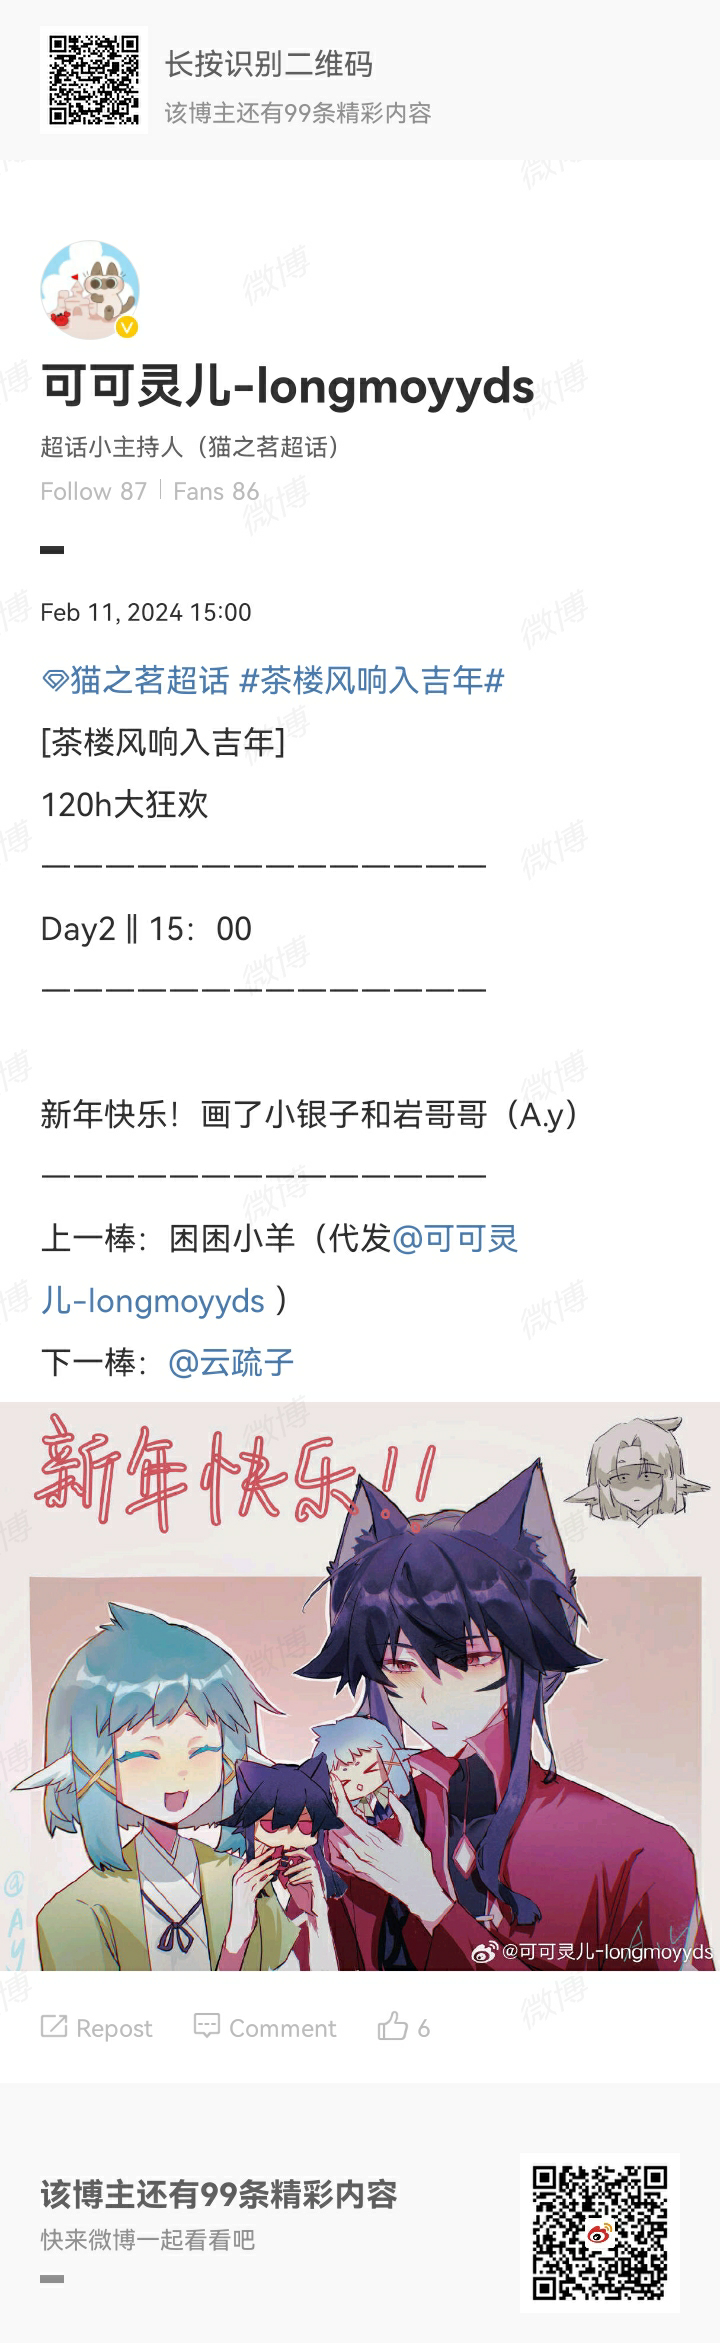 长按识别二维码
该博主还有99条精彩内容
可可灵儿-longmoyyds
超话小主持人（猫之茗超话）
Follow 87 | Fans 86
Feb 11, 2024 15:00
猫之茗超话 #茶楼风响入吉年#
[茶楼风响入吉年]
120h大狂欢
——————————————
Day2 ‖ 15：00
——————————————
新年快乐！画了小银子和岩哥哥（A.y）
——————————————
上一棒：困困小羊（代发@可可灵
儿-longmoyyds ）
下一棒：@云疏子
新年快乐!!
@AY
A.y
@可可灵儿-longmoyyds
Repost
Comment
6
该博主还有99条精彩内容
快来微博一起看看吧
微博